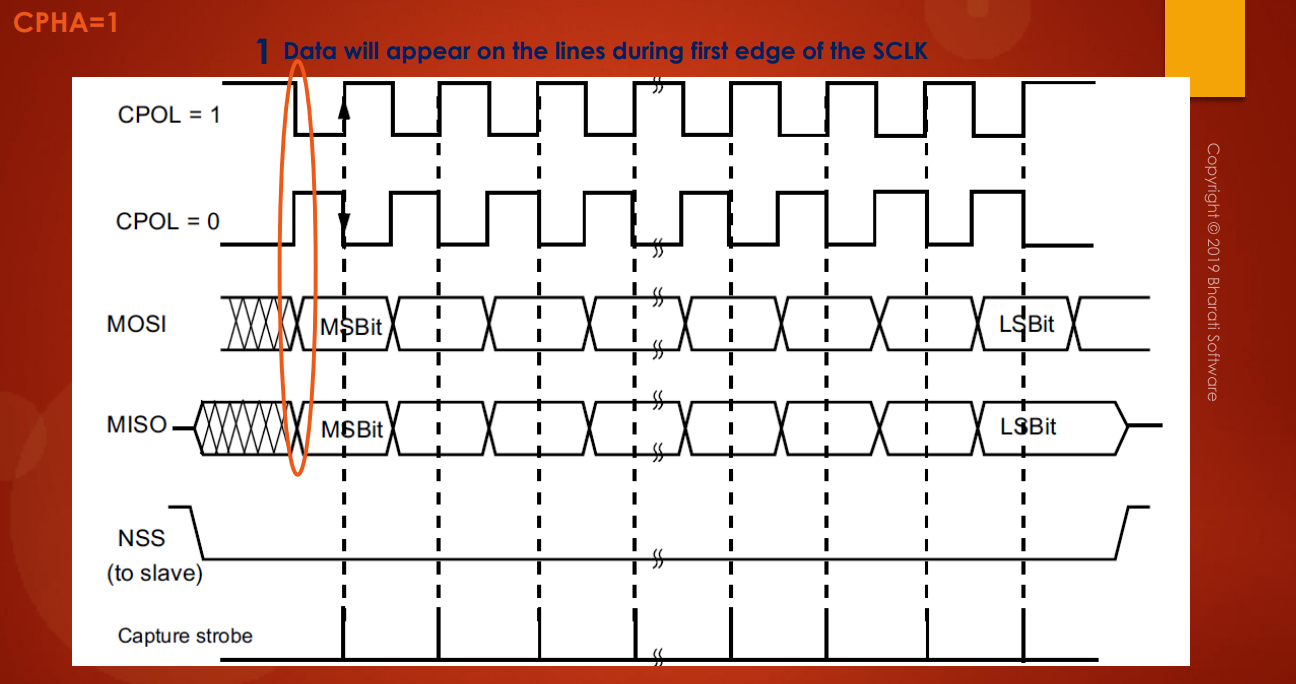 CPHA=1
1 Data will appear on the lines during first edge of the SCLK
CPOL = 1
CPOL = 0
MOSI
MSBit
LSBit
MISO
MSBit
LSBit
NSS
(to slave)
Capture strobe
Copyright © 2019 Bharati Software